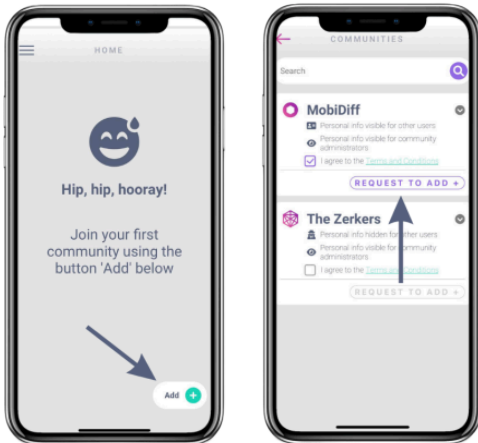 HOME
Hip, hip, hooray!
Join your first
community using the
button 'Add' below
Add +
COMMUNITIES
Search
MobiDiff
Personal info visible for other users
Personal info visible for community
administrators
I agree to the Terms and Conditions
REQUEST TO ADD +
The Zerkers
Personal info hidden for other users
Personal info visible for community
administrators
I agree to the Terms and Conditions
REQUEST TO ADD +